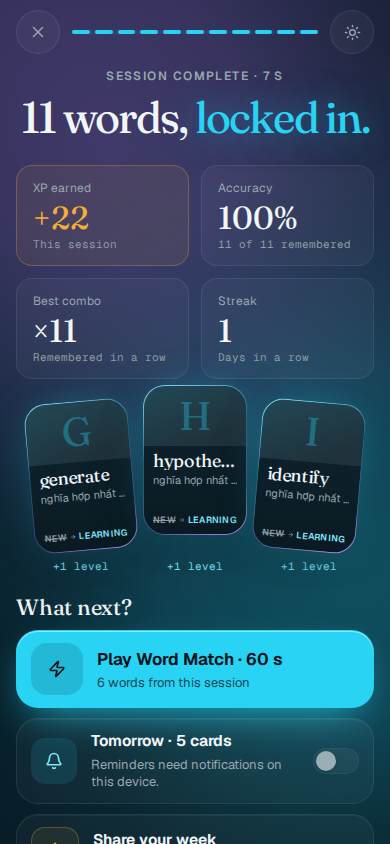 SESSION COMPLETE · 7 S
11 words, locked in.
XP earned
+22
This session
Accuracy
100%
11 of 11 remembered
Best combo
×11
Remembered in a row
Streak
1
Days in a row
G
generate
nghĩa hợp nhất ...
NEW → LEARNING
+1 level
H
hypothe...
nghĩa hợp nhất ...
NEW → LEARNING
+1 level
I
identify
nghĩa hợp nhất ...
NEW → LEARNING
+1 level
What next?
Play Word Match · 60 s
6 words from this session
Tomorrow · 5 cards
Reminders need notifications on
this device.
Share your week